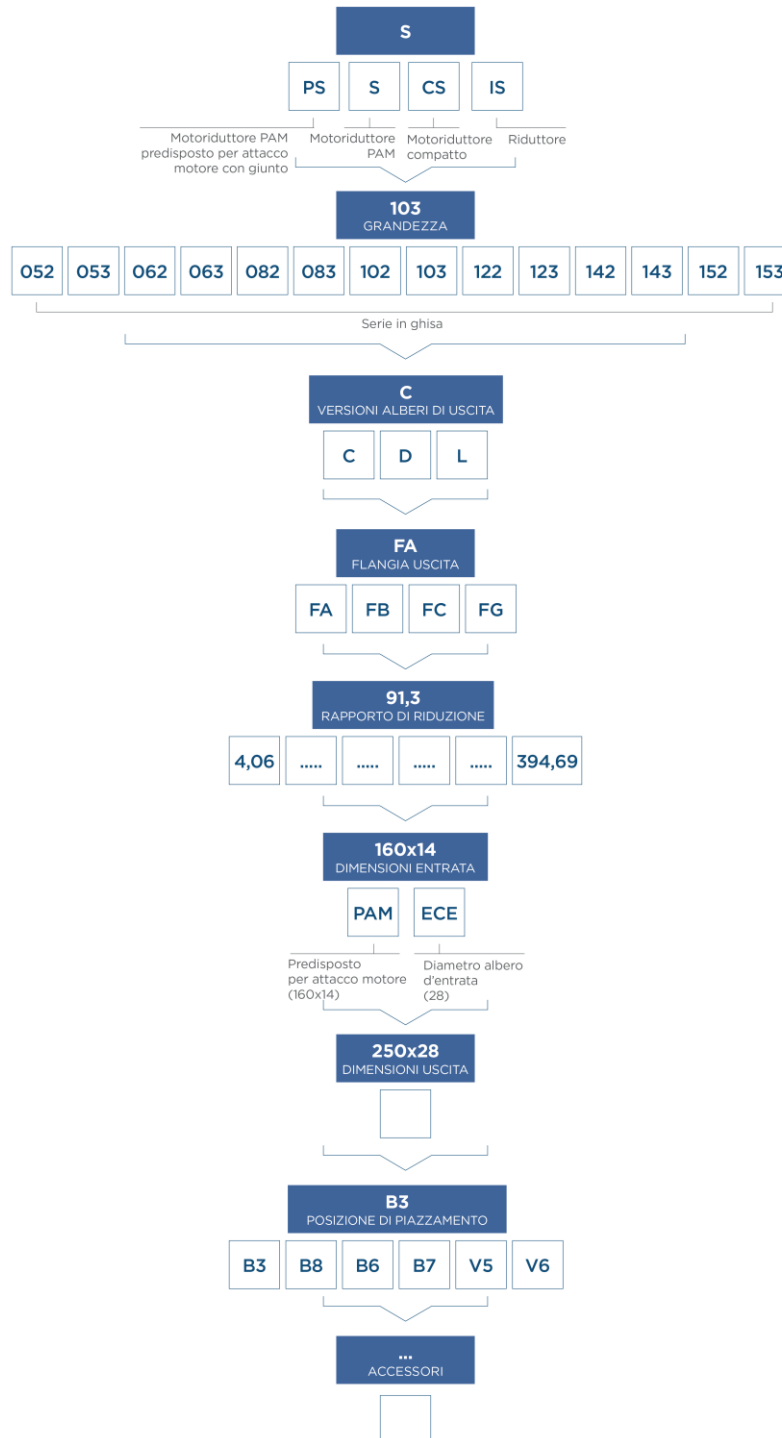 S
PS S CS IS
Motoriduttore PAM
predisposto per attacco
motore con giunto
Motoriduttore
PAM
Motoriduttore
compatto
Riduttore
103
GRANDEZZA
052 053 062 063 082 083 102 103 122 123 142 143 152 153
Serie in ghisa
C
VERSIONI ALBERI DI USCITA
C D L
FA
FLANGIA USCITA
FA FB FC FG
91,3
RAPPORTO DI RIDUZIONE
4,06 ..... ..... ..... ..... 394,69
160x14
DIMENSIONI ENTRATA
PAM ECE
Predisposto
per attacco motore
(160x14)
Diametro albero
d'entrata
(28)
250x28
DIMENSIONI USCITA
B3
POSIZIONE DI PIAZZAMENTO
B3 B8 B6 B7 V5 V6
...
ACCESSORI